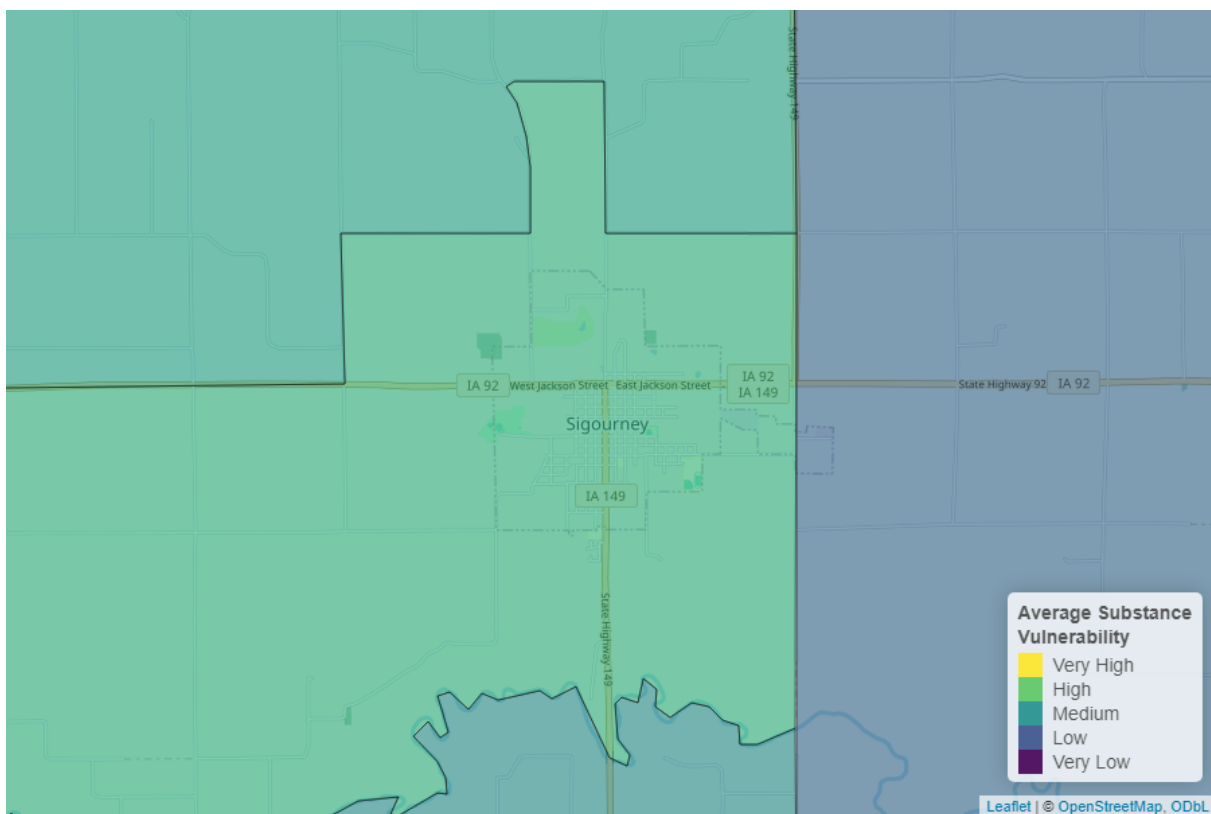 State Highway 149
IA 92
West Jackson Street
East Jackson Street
IA 92
IA 149
State Highway 92
IA 92
Sigourney
IA 149
State Highway 149
Average Substance
Vulnerability
Very High
High
Medium
Low
Very Low
Leaflet | © OpenStreetMap, ODbL